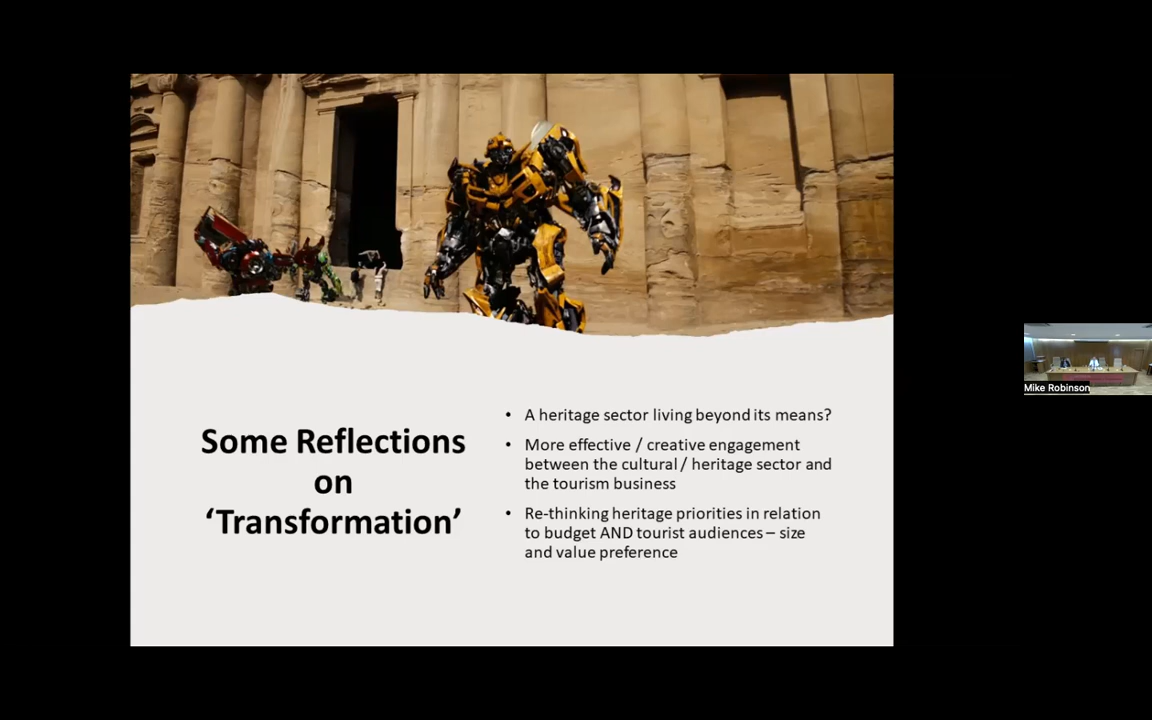 Some Reflections
on
‘Transformation’
• A heritage sector living beyond its means?
• More effective / creative engagement
between the cultural / heritage sector and
the tourism business
• Re-thinking heritage priorities in relation
to budget AND tourist audiences – size
and value preference
Mike Robinson